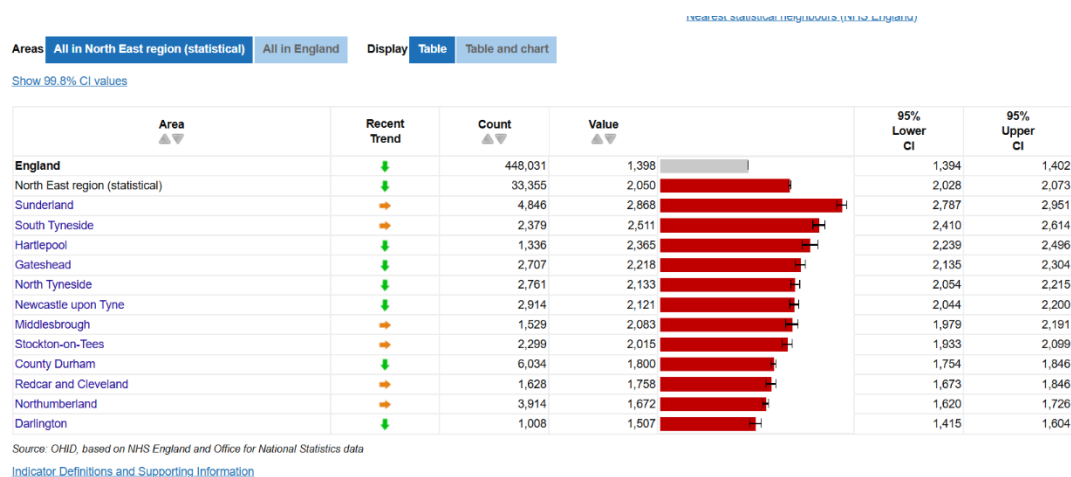 Nearest statistical neighbours (NHS England)
Areas All in North East region (statistical) All in England Display Table Table and chart
Show 99.8% CI values
Area Recent Trend Count Value 95% Lower CI 95% Upper CI
England 448,031 1,398 1,394 1,402
North East region (statistical) 33,355 2,050 2,028 2,073
Sunderland 4,846 2,868 2,787 2,951
South Tyneside 2,379 2,511 2,410 2,614
Hartlepool 1,336 2,365 2,239 2,496
Gateshead 2,707 2,218 2,135 2,304
North Tyneside 2,761 2,133 2,054 2,215
Newcastle upon Tyne 2,914 2,121 2,044 2,200
Middlesbrough 1,529 2,083 1,979 2,191
Stockton-on-Tees 2,299 2,015 1,933 2,099
County Durham 6,034 1,800 1,754 1,846
Redcar and Cleveland 1,628 1,758 1,673 1,846
Northumberland 3,914 1,672 1,620 1,726
Darlington 1,008 1,507 1,415 1,604
Source: OHID, based on NHS England and Office for National Statistics data
Indicator Definitions and Supporting Information